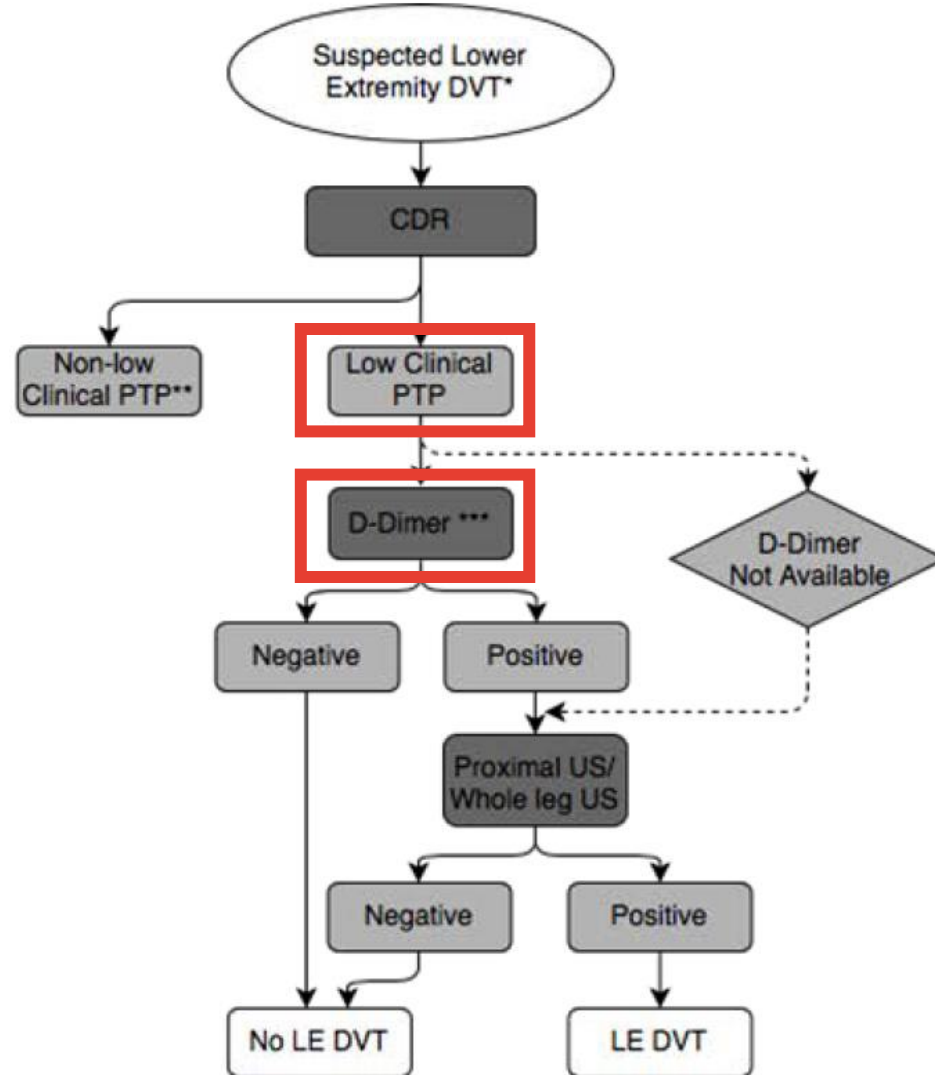 Suspected Lower
Extremity DVT*
CDR
Non-low
Clinical PTP**
Low Clinical
PTP
D-Dimer ***
D-Dimer
Not Available
Negative
Positive
Proximal US/
Whole leg US
Negative
Positive
No LE DVT
LE DVT